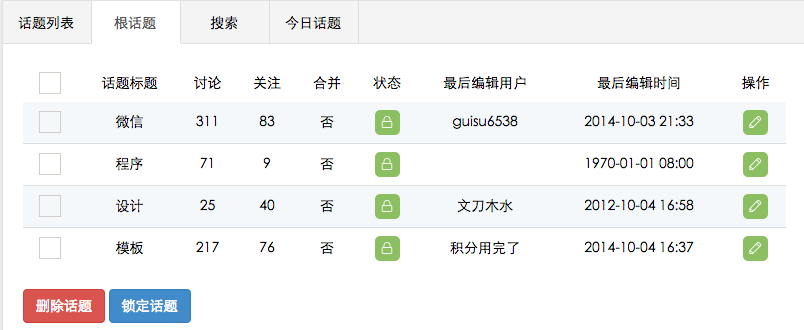 话题列表 根话题 搜索 今日话题
话题标题 讨论 关注 合并 状态 最后编辑用户 最后编辑时间 操作
微信 311 83 否 guisu6538 2014-10-03 21:33
程序 71 9 否 1970-01-01 08:00
设计 25 40 否 文刀木水 2012-10-04 16:58
模板 217 76 否 积分用完了 2014-10-04 16:37
删除话题 锁定话题